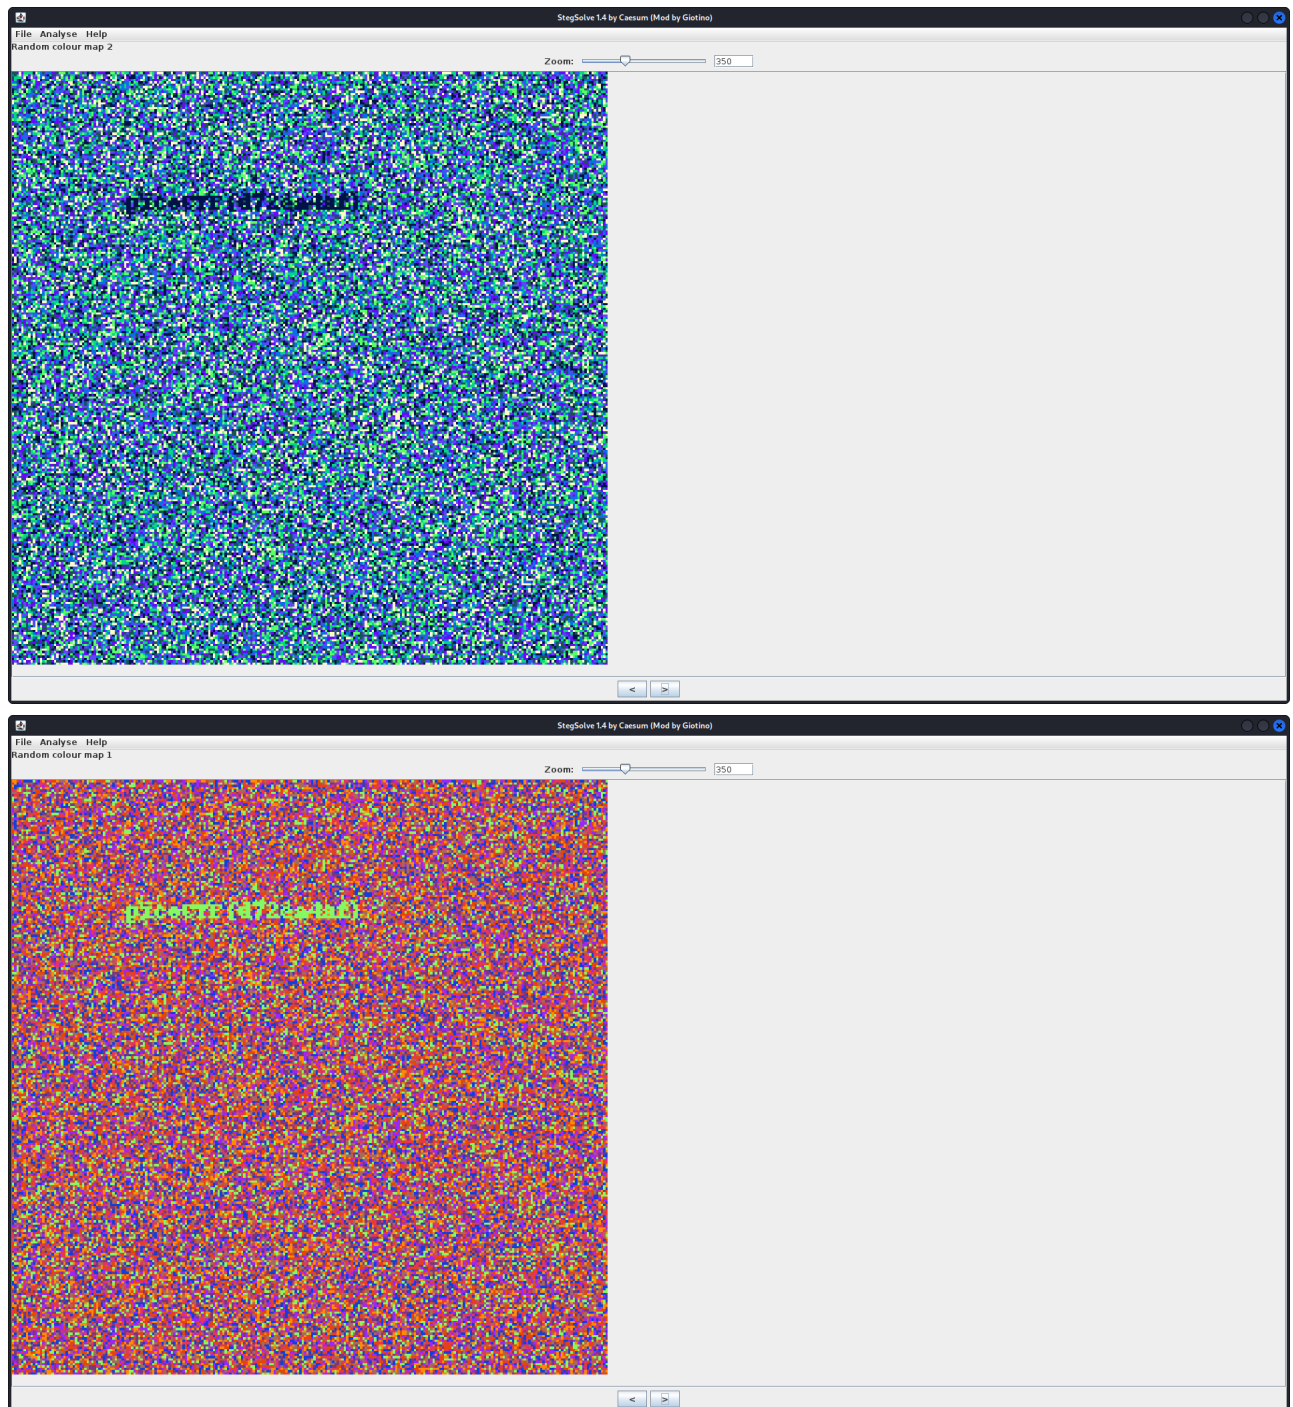 StegSolve 1.4 by Caesum (Mod by Giotino)
File Analyse Help
Random colour map 2
Zoom: 350
< >
StegSolve 1.4 by Caesum (Mod by Giotino)
File Analyse Help
Random colour map 1
Zoom: 350
< >